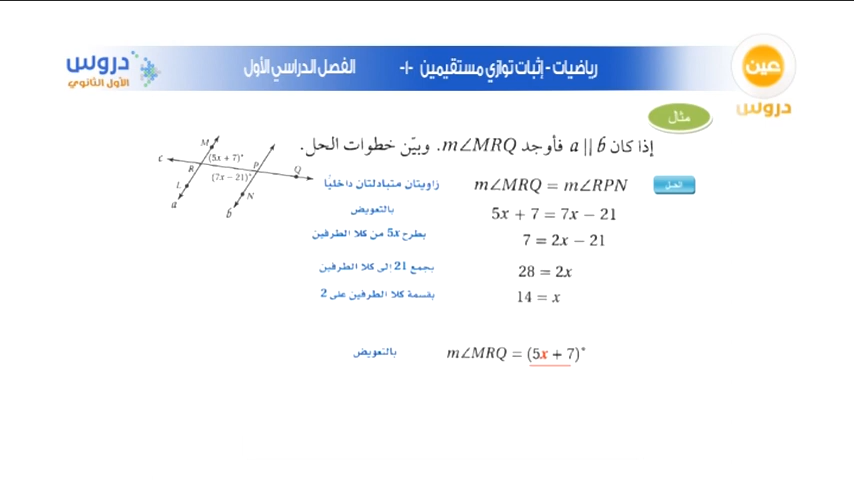 عين
دروس
رياضيات - إثبات توازي مستقيمين -١-
الفصل الدراسي الأول
دروس
الأول الثانوي
مثال
إذا كان a || b فأوجد m∠MRQ. وبيّن خطوات الحل.
M
c
(5x + 7)°
R
P
Q
(7x − 21)°
L
N
a
b
الحل
m∠MRQ = m∠RPN
زاويتان متبادلتان داخليًا
5x + 7 = 7x − 21
بالتعويض
7 = 2x − 21
بطرح 5x من كلا الطرفين
28 = 2x
بجمع 21 الى كلا الطرفين
14 = x
بقسمة كلا الطرفين على 2
m∠MRQ = (5x + 7)°
بالتعويض